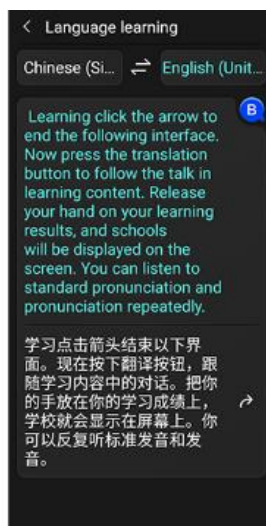 Language learning
Chinese (Si...
English (Unit...
B
Learning click the arrow to
end the following interface.
Now press the translation
button to follow the talk in
learning content. Release
your hand on your learning
results, and schools
will be displayed on the
screen. You can listen to
standard pronunciation and
pronunciation repeatedly.
学习点击箭头结束以下界
面。现在按下翻译按钮，跟
随学习内容中的对话。把你
的手放在你的学习成绩上，
学校就会显示在屏幕上。你
可以反复听标准发音和发
音。